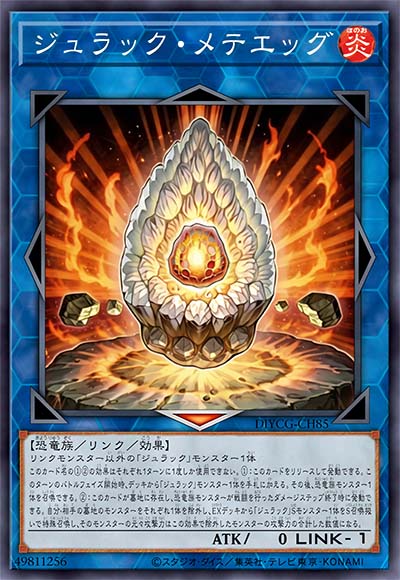 ジュラック・メテエッグ
炎
ほのお
DIYCG-CH85
【恐竜族／リンク／効果】
リンクモンスター以外の「ジュラック」モンスター1体
このカード名の①②の効果はそれぞれ1ターンに1度しか使用できない。①：このカードをリリースして発動できる。こ
のターンのバトルフェイズ開始時、デッキから「ジュラック」モンスター1体を手札に加える。その後、恐竜族モンスター1
体を召喚できる。②：このカードが墓地に存在し、恐竜族モンスターが戦闘を行ったダメージステップ終了時に発動で
きる。自分・相手の墓地のモンスターをそれぞれ1体を除外し、EXデッキから「ジュラック」Sモンスター1体をS召喚扱
いで特殊召喚し、そのモンスターの元々攻撃力はこの効果で除外したモンスターの攻撃力の合計した数値になる。
ATK/ 0 LINK-1
49811256
©スタジオ・ダイス/集英社・テレビ東京・KONAMI